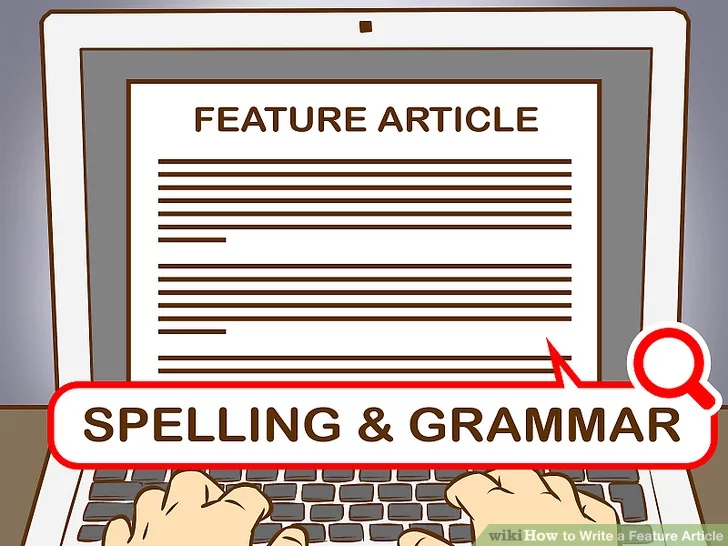 FEATURE ARTICLE
SPELLING & GRAMMAR
wikiHow to Write a Feature Article